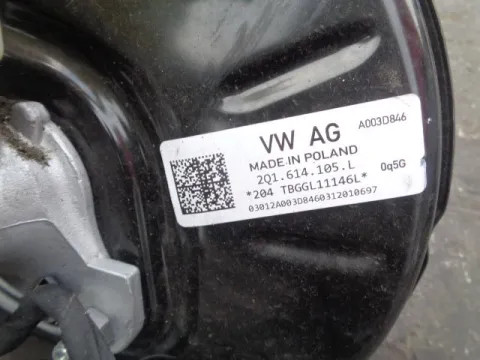 VW AG A003D846
MADE IN POLAND
2Q1.614.105.L 0q5G
*204 TBGGL11146L*
03012A003D8460312010697